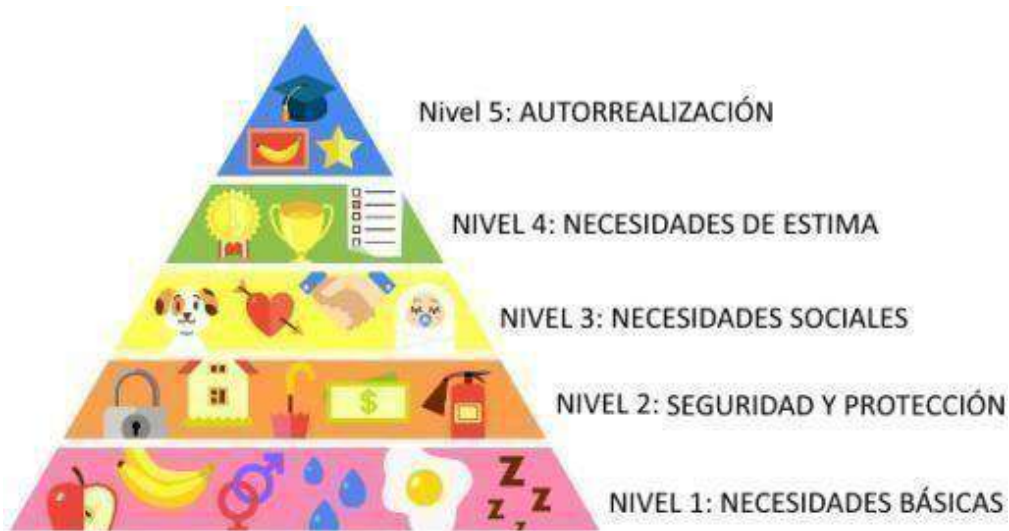 Nivel 5: AUTORREALIZACIÓN
NIVEL 4: NECESIDADES DE ESTIMA
NIVEL 3: NECESIDADES SOCIALES
$
NIVEL 2: SEGURIDAD Y PROTECCIÓN
Z
Z
Z
Z
NIVEL 1: NECESIDADES BÁSICAS